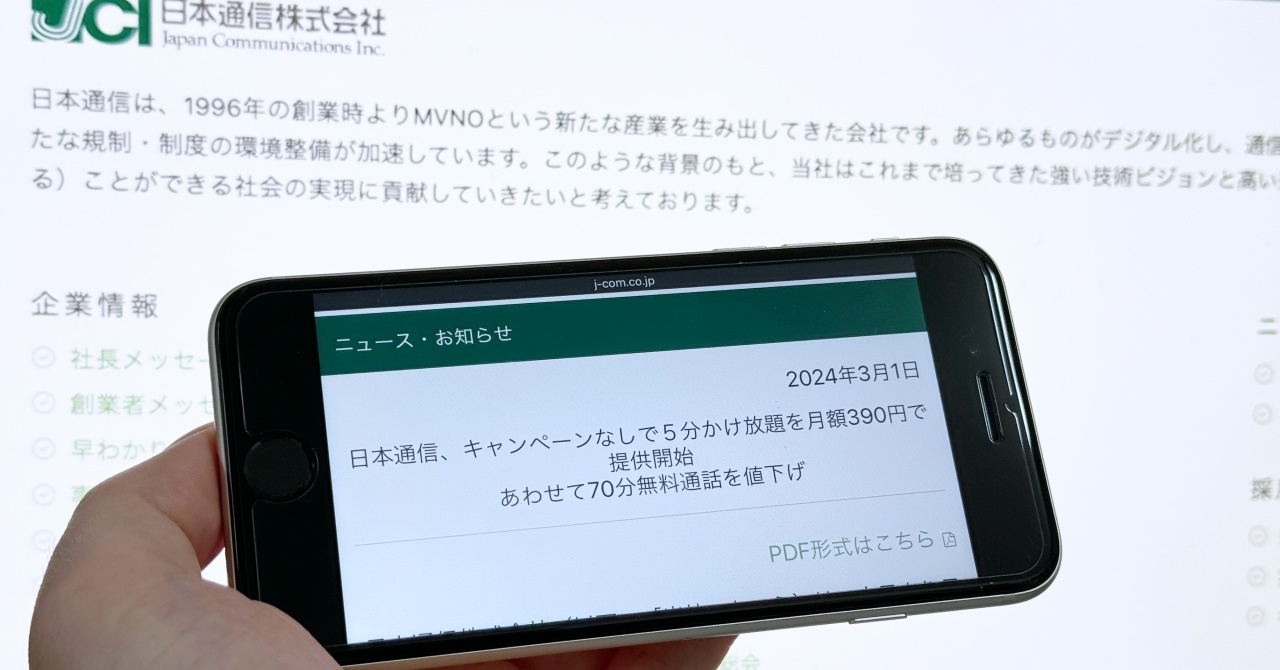 JCI 日本通信株式会社
Japan Communications Inc.
日本通信は、1996年の創業時よりMVNOという新たな産業を生み出してきた会社です。あらゆるものがデジタル化し、通信
たな規制・制度の環境整備が加速しています。このような背景のもと、当社はこれまで培ってきた強い技術ビジョンと高い
る）ことができる社会の実現に貢献していきたいと考えております。
企業情報
社長メッセー
創業者メッセ
早わかり
j-com.co.jp
ニュース・お知らせ
2024年3月1日
日本通信、キャンペーンなしで５分かけ放題を月額390円で
提供開始
あわせて70分無料通話を値下げ
PDF形式はこちら
ニ
採用
総会